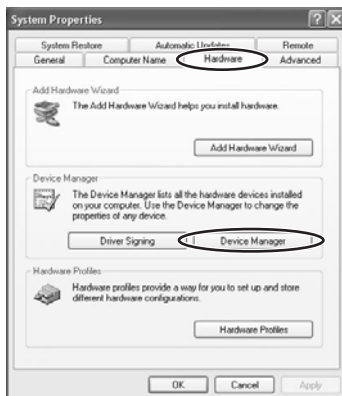 System Properties
System Restore Automatic Updates Remote
General Computer Name Hardware Advanced
Add Hardware Wizard
The Add Hardware Wizard helps you install hardware.
Add Hardware Wizard
Device Manager
The Device Manager lists all the hardware devices installed
on your computer. Use the Device Manager to change the
properties of any device.
Driver Signing Device Manager
Hardware Profiles
Hardware profiles provide a way for you to set up and store
different hardware configurations.
Hardware Profiles
OK Cancel Apply